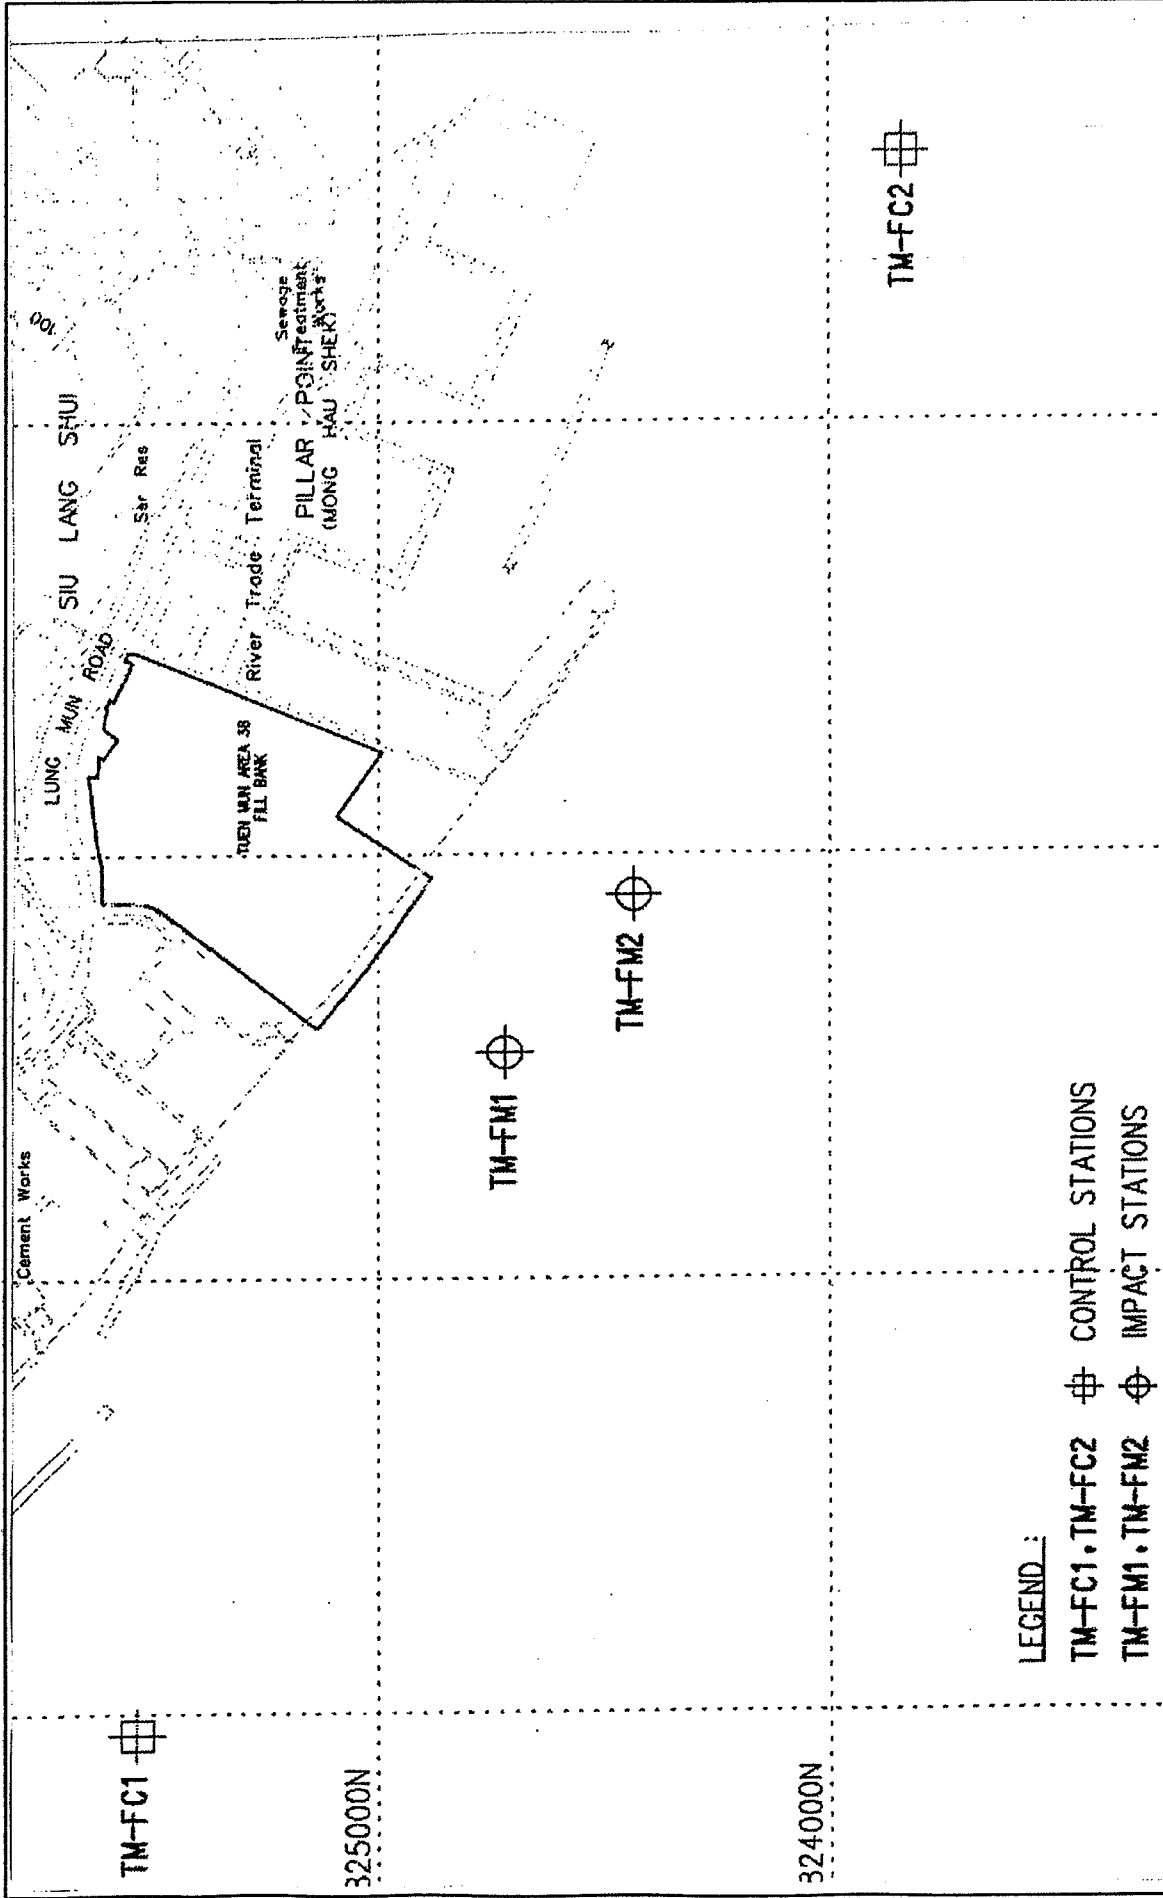 100
SIU LANG SHUI
Ser Res
LUNG MUN ROAD
Sewage
Treatment
Works
PILLAR POINT
(MONG HAU SHEK)
River Trade Terminal
TUEN MUN AREA 38
FILL BANK
Cement Works
TM-FC1
325000N
TM-FM1
TM-FM2
324000N
TM-FC2
LEGEND :
TM-FC1,TM-FC2 CONTROL STATIONS
TM-FM1,TM-FM2 IMPACT STATIONS